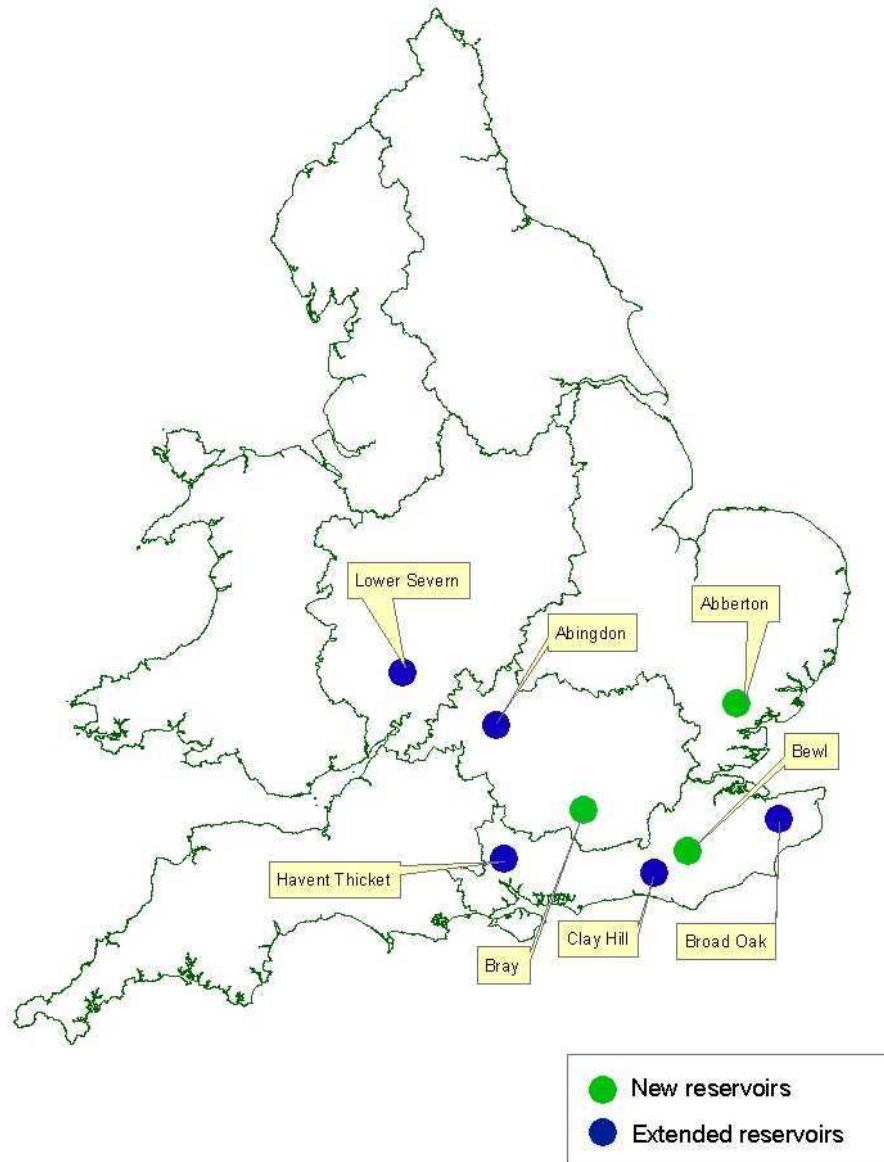 Lower Severn
Abingdon
Abberton
Bewl
Havent Thicket
Bray
Clay Hill
Broad Oak
New reservoirs
Extended reservoirs